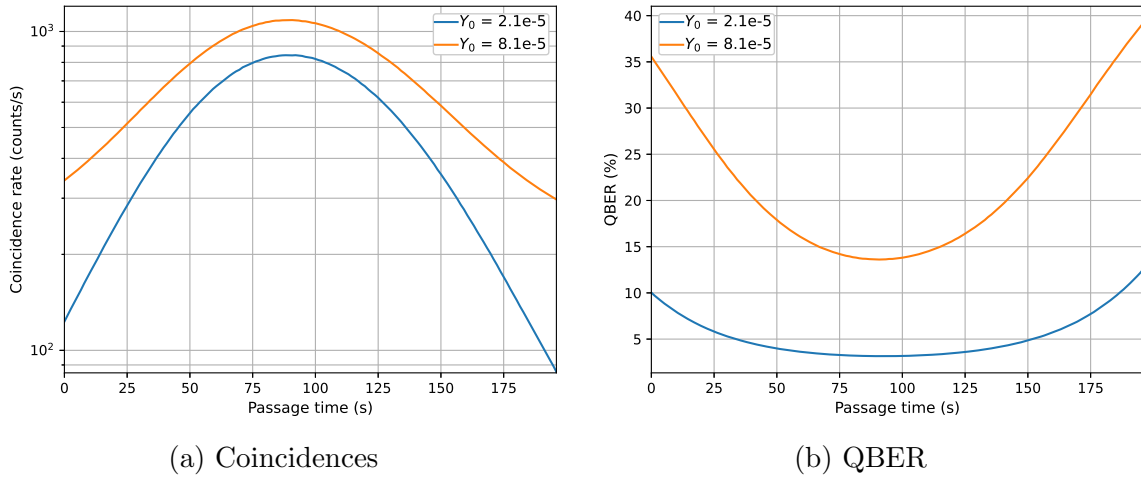 10³
10²
Coincidence rate (counts/s)
Y₀ = 2.1e-5
Y₀ = 8.1e-5
0 25 50 75 100 125 150 175
Passage time (s)
(a) Coincidences
40
35
30
25
20
15
10
5
QBER (%)
Y₀ = 2.1e-5
Y₀ = 8.1e-5
0 25 50 75 100 125 150 175
Passage time (s)
(b) QBER